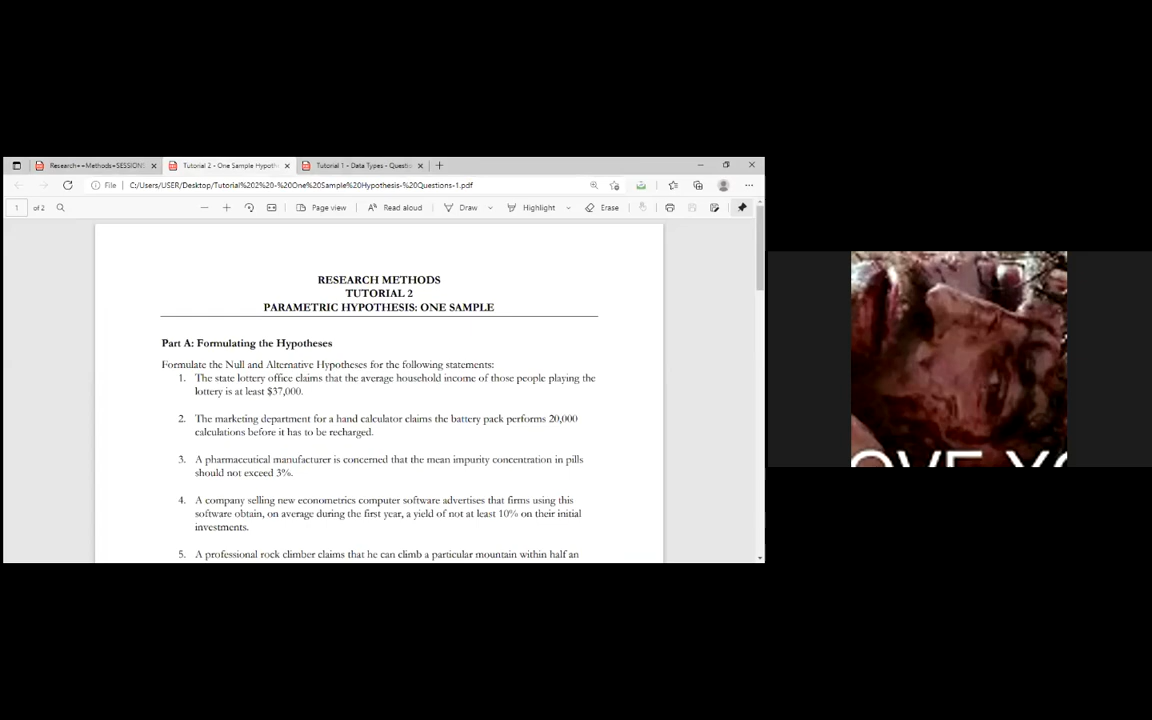 Research++Methods+SESSION
Tutorial 2 - One Sample Hypoth
Tutorial 1 - Data Types - Questi
File
C:/Users/USER/Desktop/Tutorial%202%20-%20One%20Sample%20Hypothesis-%20Questions-1.pdf
1
of 2
Page view
Read aloud
Draw
Highlight
Erase
RESEARCH METHODS
TUTORIAL 2
PARAMETRIC HYPOTHESIS: ONE SAMPLE
Part A: Formulating the Hypotheses
Formulate the Null and Alternative Hypotheses for the following statements:
1. The state lottery office claims that the average household income of those people playing the
lottery is at least $37,000.
2. The marketing department for a hand calculator claims the battery pack performs 20,000
calculations before it has to be recharged.
3. A pharmaceutical manufacturer is concerned that the mean impurity concentration in pills
should not exceed 3%.
4. A company selling new econometrics computer software advertises that firms using this
software obtain, on average during the first year, a yield of not at least 10% on their initial
investments.
5. A professional rock climber claims that he can climb a particular mountain within half an